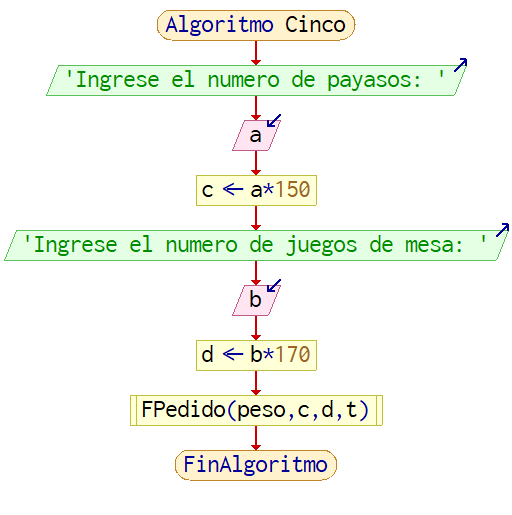 Algoritmo Cinco
'Ingrese el numero de payasos: '
a
c ← a*150
'Ingrese el numero de juegos de mesa: '
b
d ← b*170
FPedido(peso,c,d,t)
FinAlgoritmo